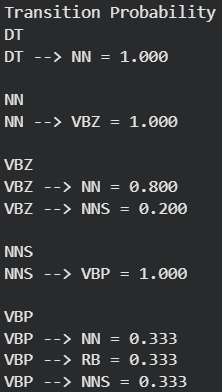 Transition Probability
DT
DT --> NN = 1.000
NN
NN --> VBZ = 1.000
VBZ
VBZ --> NN = 0.800
VBZ --> NNS = 0.200
NNS
NNS --> VBP = 1.000
VBP
VBP --> NN = 0.333
VBP --> RB = 0.333
VBP --> NNS = 0.333